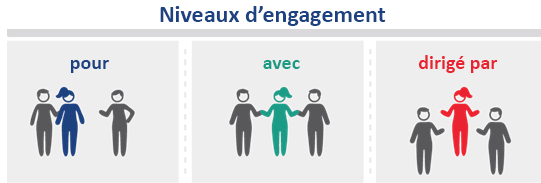 Niveaux d’engagement
pour
avec
dirigé par